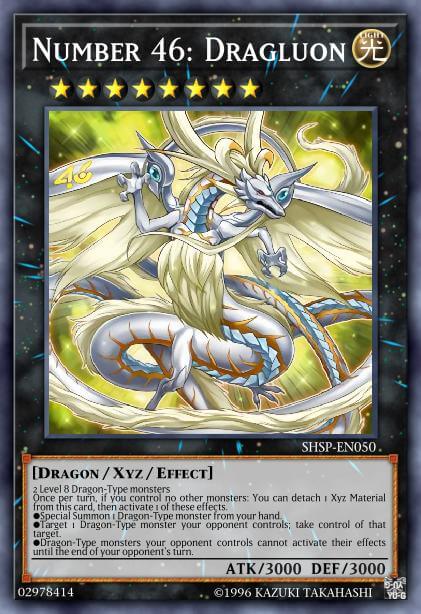 NUMBER 46: DRAGLUON
LIGHT
光
46
SHSP-EN050
[DRAGON / XYZ / EFFECT]
2 Level 8 Dragon-Type monsters
Once per turn, if you control no other monsters: You can detach 1 Xyz Material
from this card, then activate 1 of these effects.
●Special Summon 1 Dragon-Type monster from your hand.
●Target 1 Dragon-Type monster your opponent controls; take control of that
target.
●Dragon-Type monsters your opponent controls cannot activate their effects
until the end of your opponent's turn.
ATK/3000 DEF/3000
02978414
©1996 KAZUKI TAKAHASHI